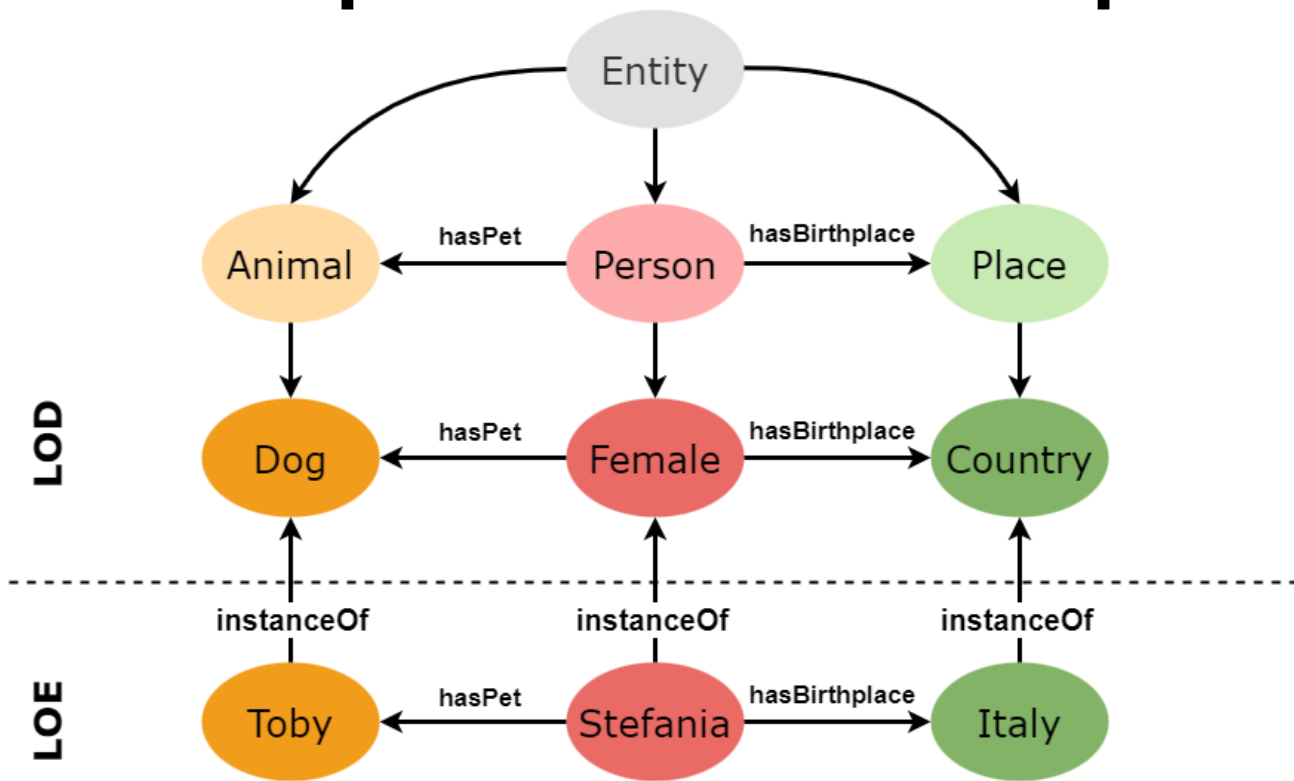 Entity
hasPet
hasBirthplace
Animal
Person
Place
LOD
hasPet
hasBirthplace
Dog
Female
Country
instanceOf
instanceOf
instanceOf
LOE
hasPet
hasBirthplace
Toby
Stefania
Italy